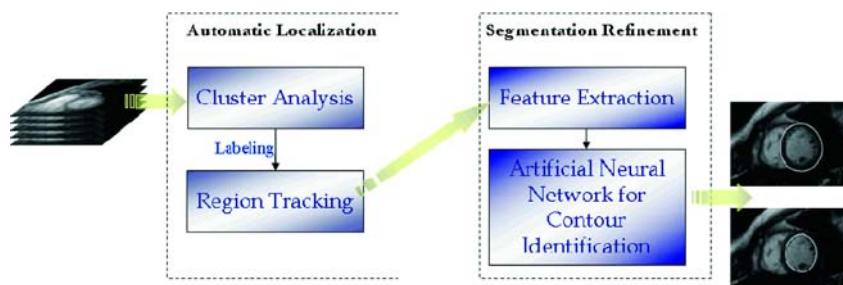 Automatic Localization
Cluster Analysis
Labeling
Region Tracking
Segmentation Refinement
Feature Extraction
Artificial Neural
Network for
Contour
Identification